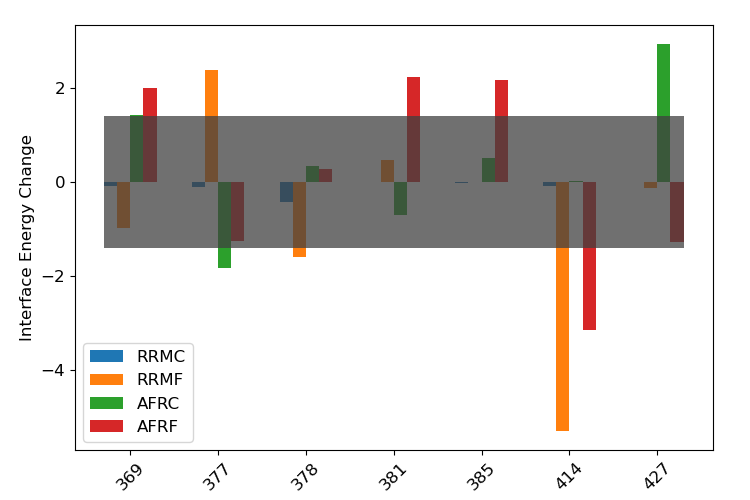 Interface Energy Change
2
0
−2
−4
RRMC
RRMF
AFRC
AFRF
369 377 378 381 385 414 427